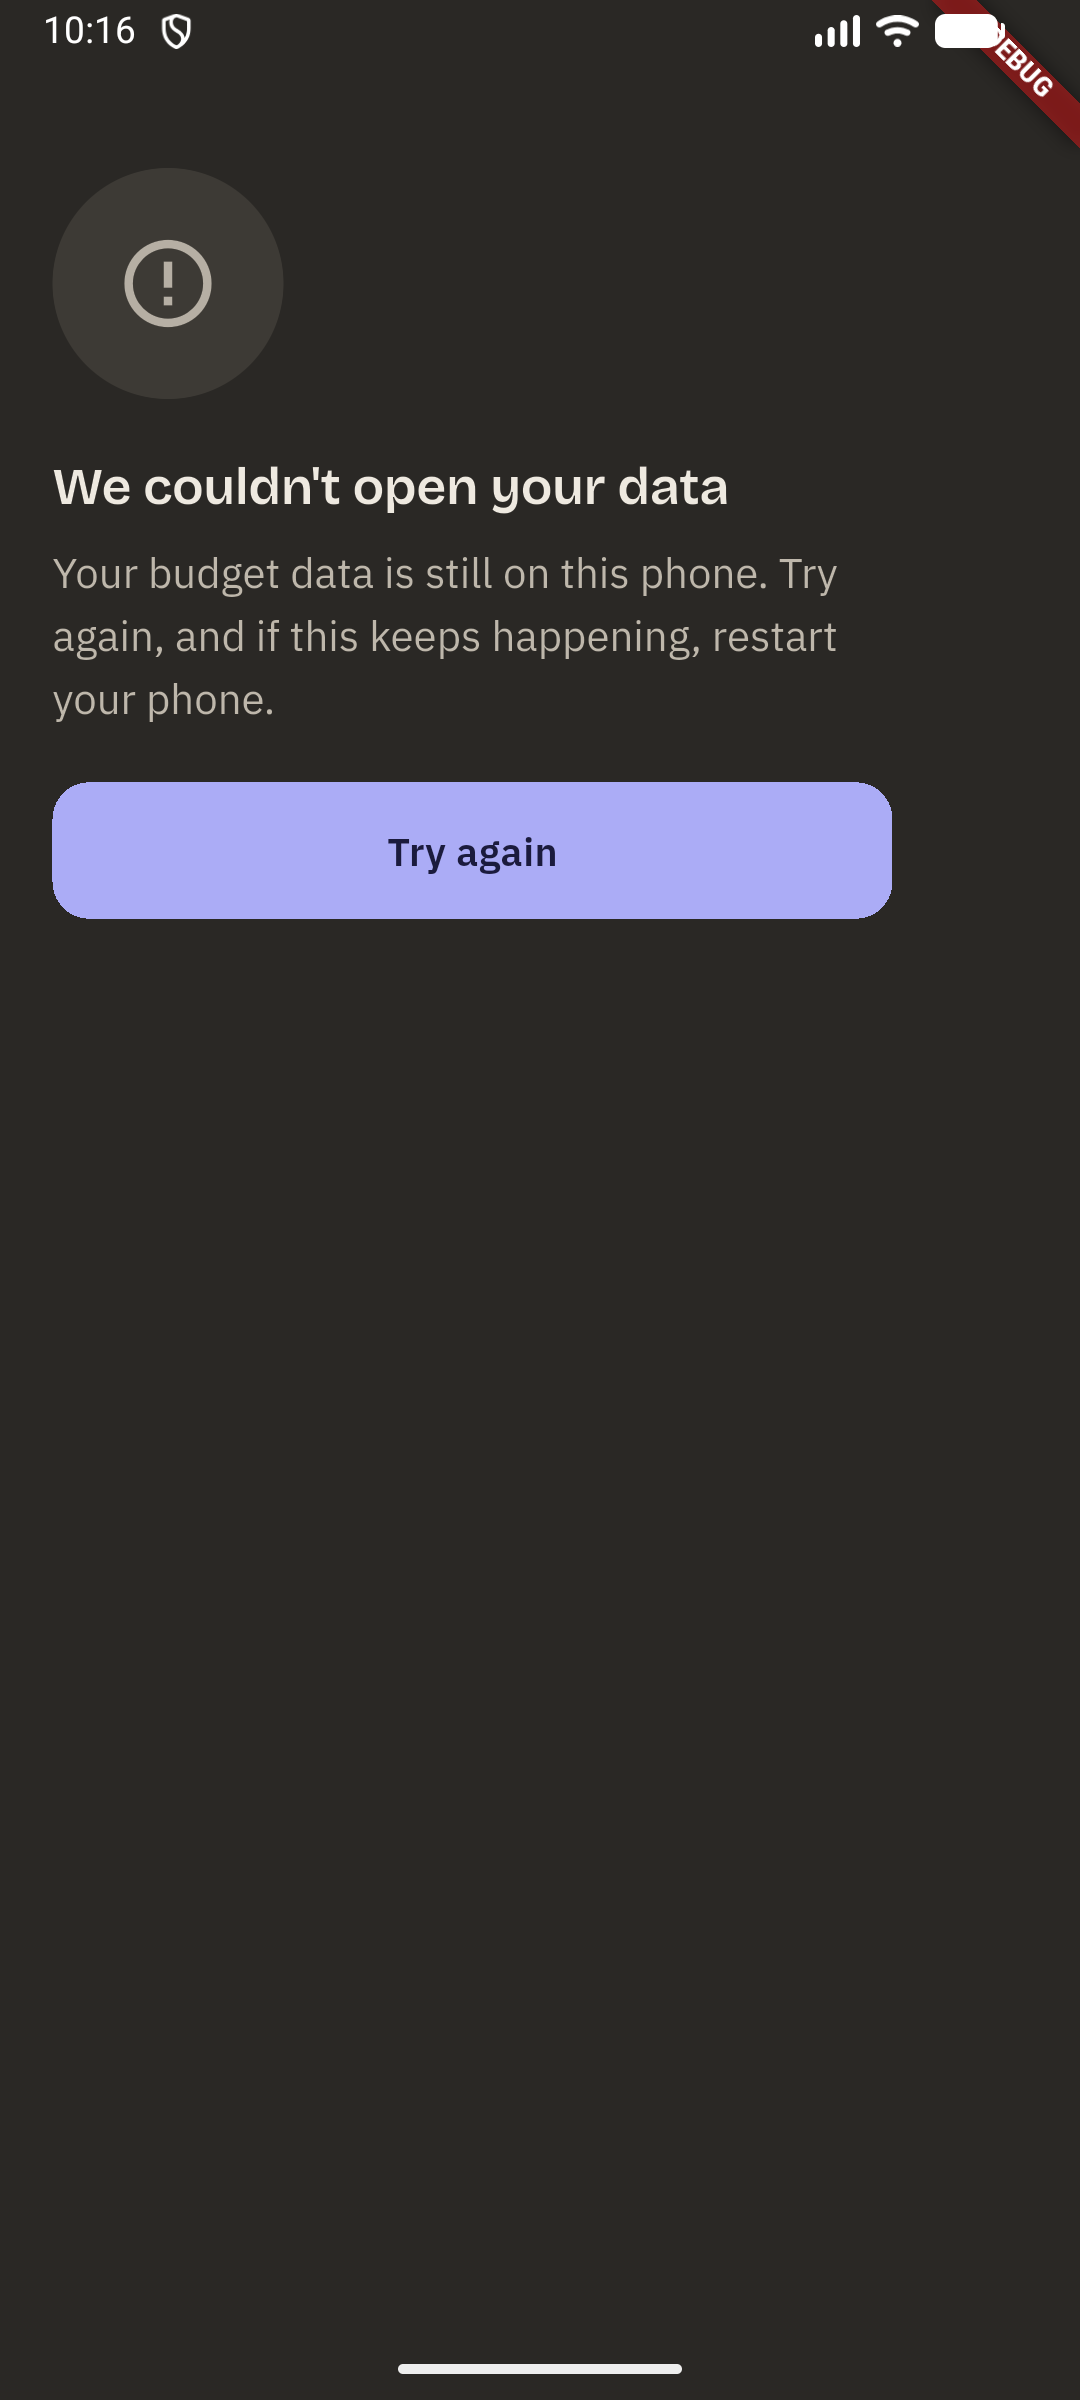 10:16
DEBUG
We couldn't open your data
Your budget data is still on this phone. Try
again, and if this keeps happening, restart
your phone.
Try again